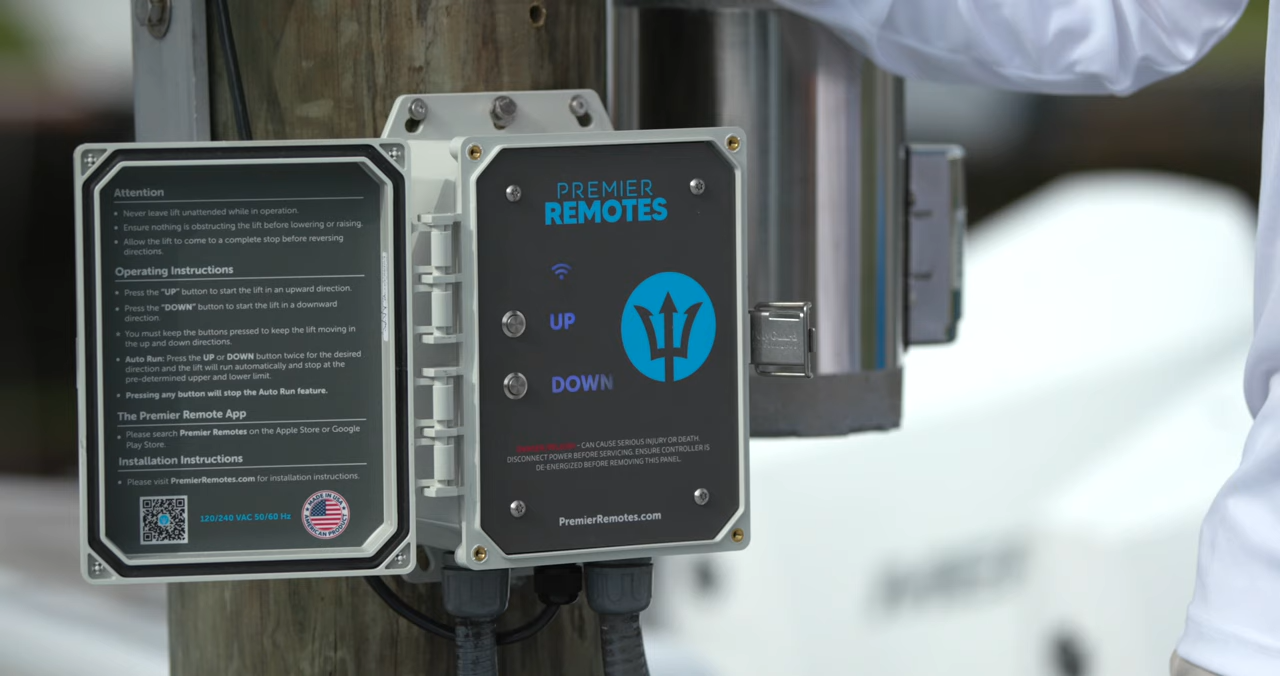 Attention
• Never leave lift unattended while in operation.
• Ensure nothing is obstructing the lift before lowering or raising.
• Allow the lift to come to a complete stop before reversing
directions.
Operating Instructions
• Press the "UP" button to start the lift in an upward direction.
• Press the "DOWN" button to start the lift in a downward
direction.
• You must keep the buttons pressed to keep the lift moving in
the up and down directions.
• Auto Run: Press the UP or DOWN button twice for the desired
direction and the lift will run automatically and stop at the
pre-determined upper and lower limit.
• Pressing any button will stop the Auto Run feature.
The Premier Remote App
• Please search Premier Remotes on the Apple Store or Google
Play Store.
Installation Instructions
• Please visit PremierRemotes.com for installation instructions.
120/240 VAC 50/60 Hz
MADE IN USA
AMERICAN PRODUCT
PREMIER
REMOTES
UP
DOWN
– CAN CAUSE SERIOUS INJURY OR DEATH.
DISCONNECT POWER BEFORE SERVICING. ENSURE CONTROLLER IS
DE-ENERGIZED BEFORE REMOVING THIS PANEL.
PremierRemotes.com